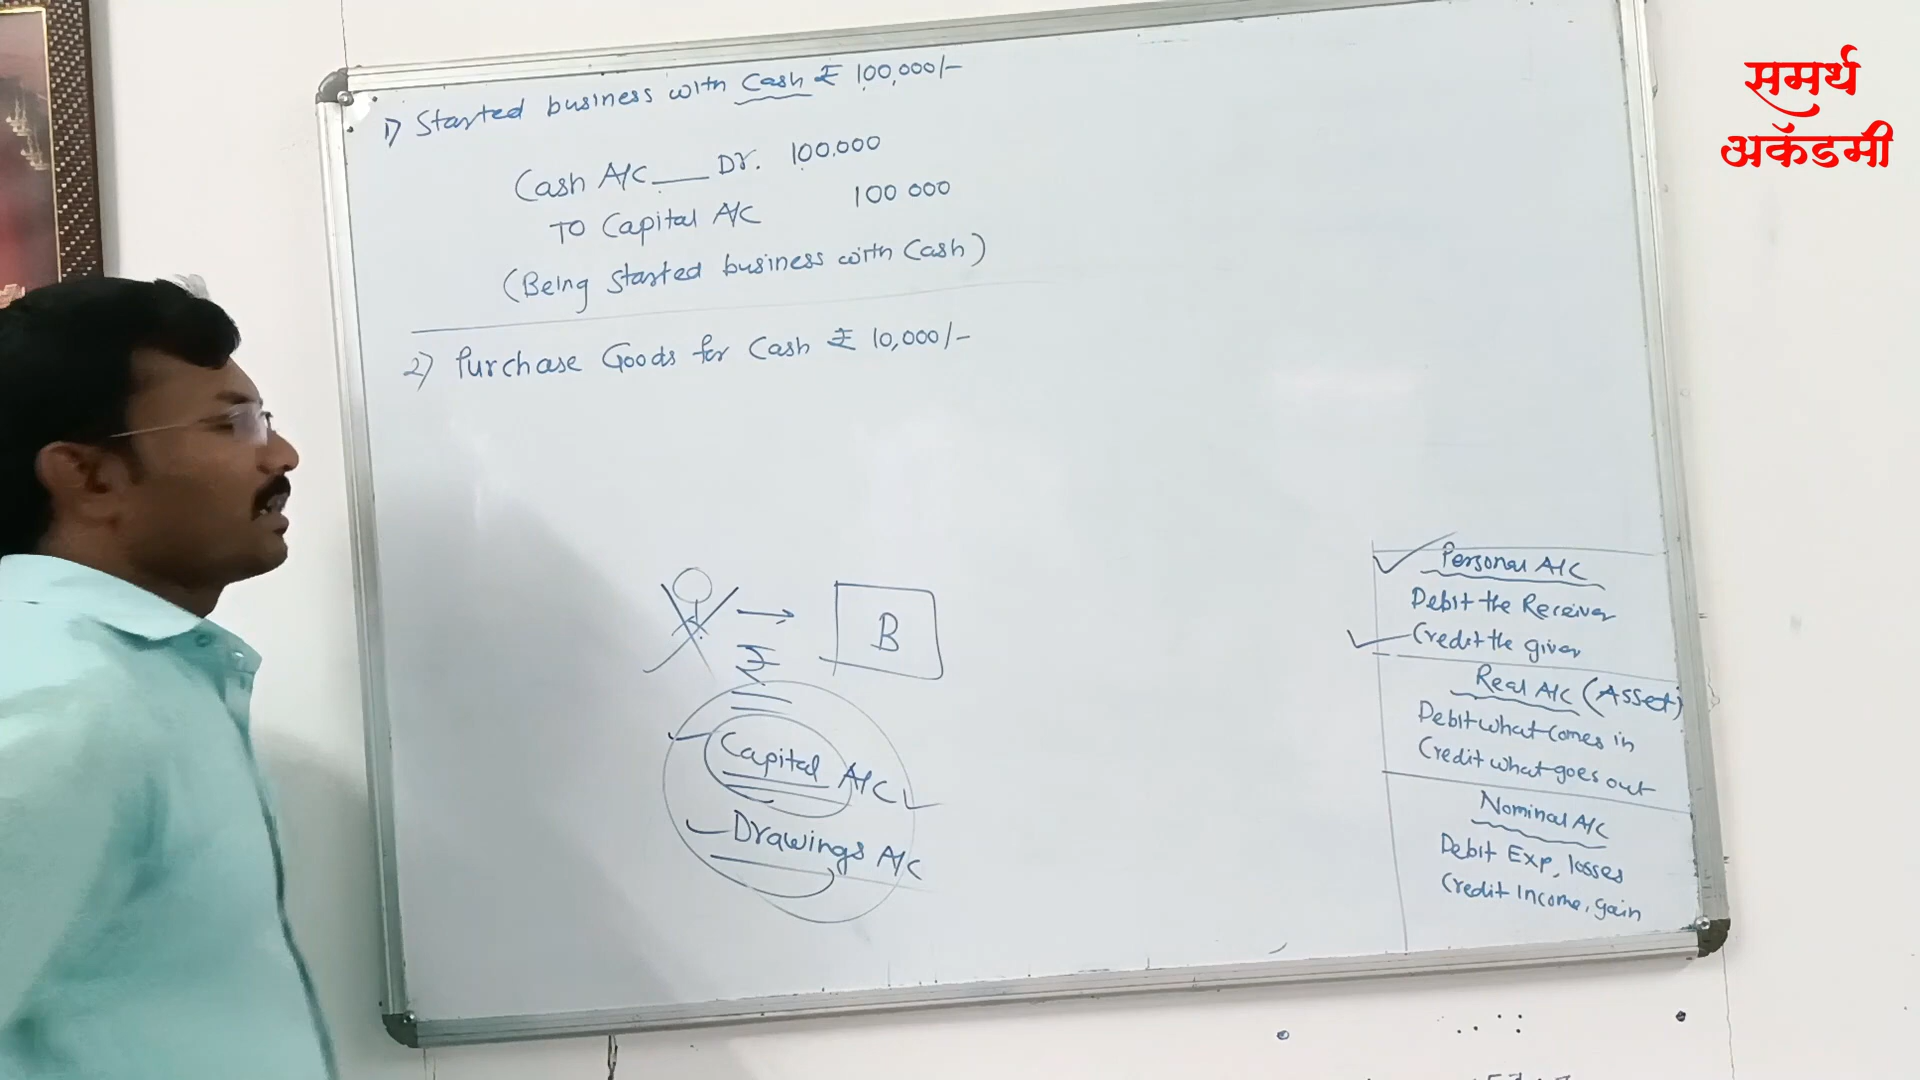 समर्थ
अकॅडमी
1) Started business with Cash ₹ 100,000/-
Cash A/C ___ Dr. 100,000
To Capital A/C 100 000
(Being started business with Cash)
2) Purchase Goods for Cash ₹ 10,000/-
B
₹
Capital A/C
Drawings A/C
Personal A/C
Debit the Receiver
Credit the giver
Real A/C (Asset)
Debit what comes in
Credit what goes out
Nominal A/C
Debit Exp, losses
Credit Income, gain